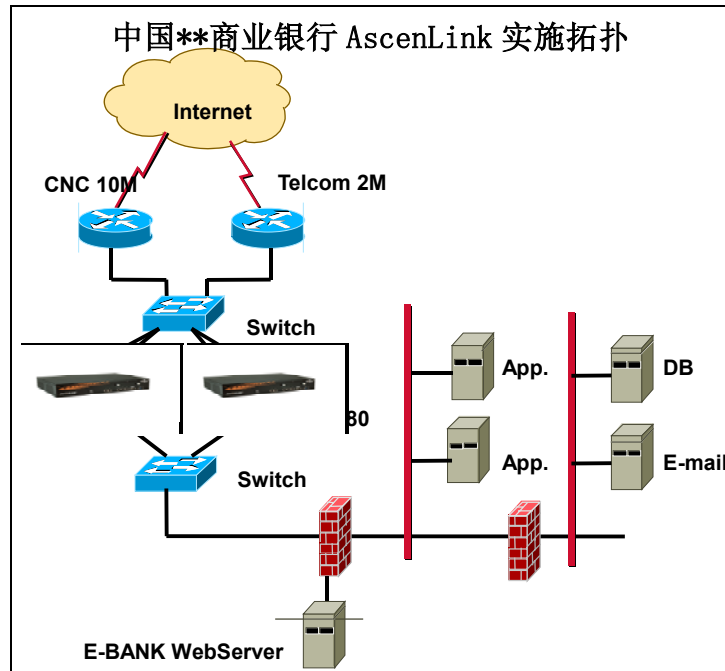 中国**商业银行 AscenLink 实施拓扑
Internet
CNC 10M
Telcom 2M
Switch
App.
DB
80
App.
E-mail
Switch
E-BANK WebServer